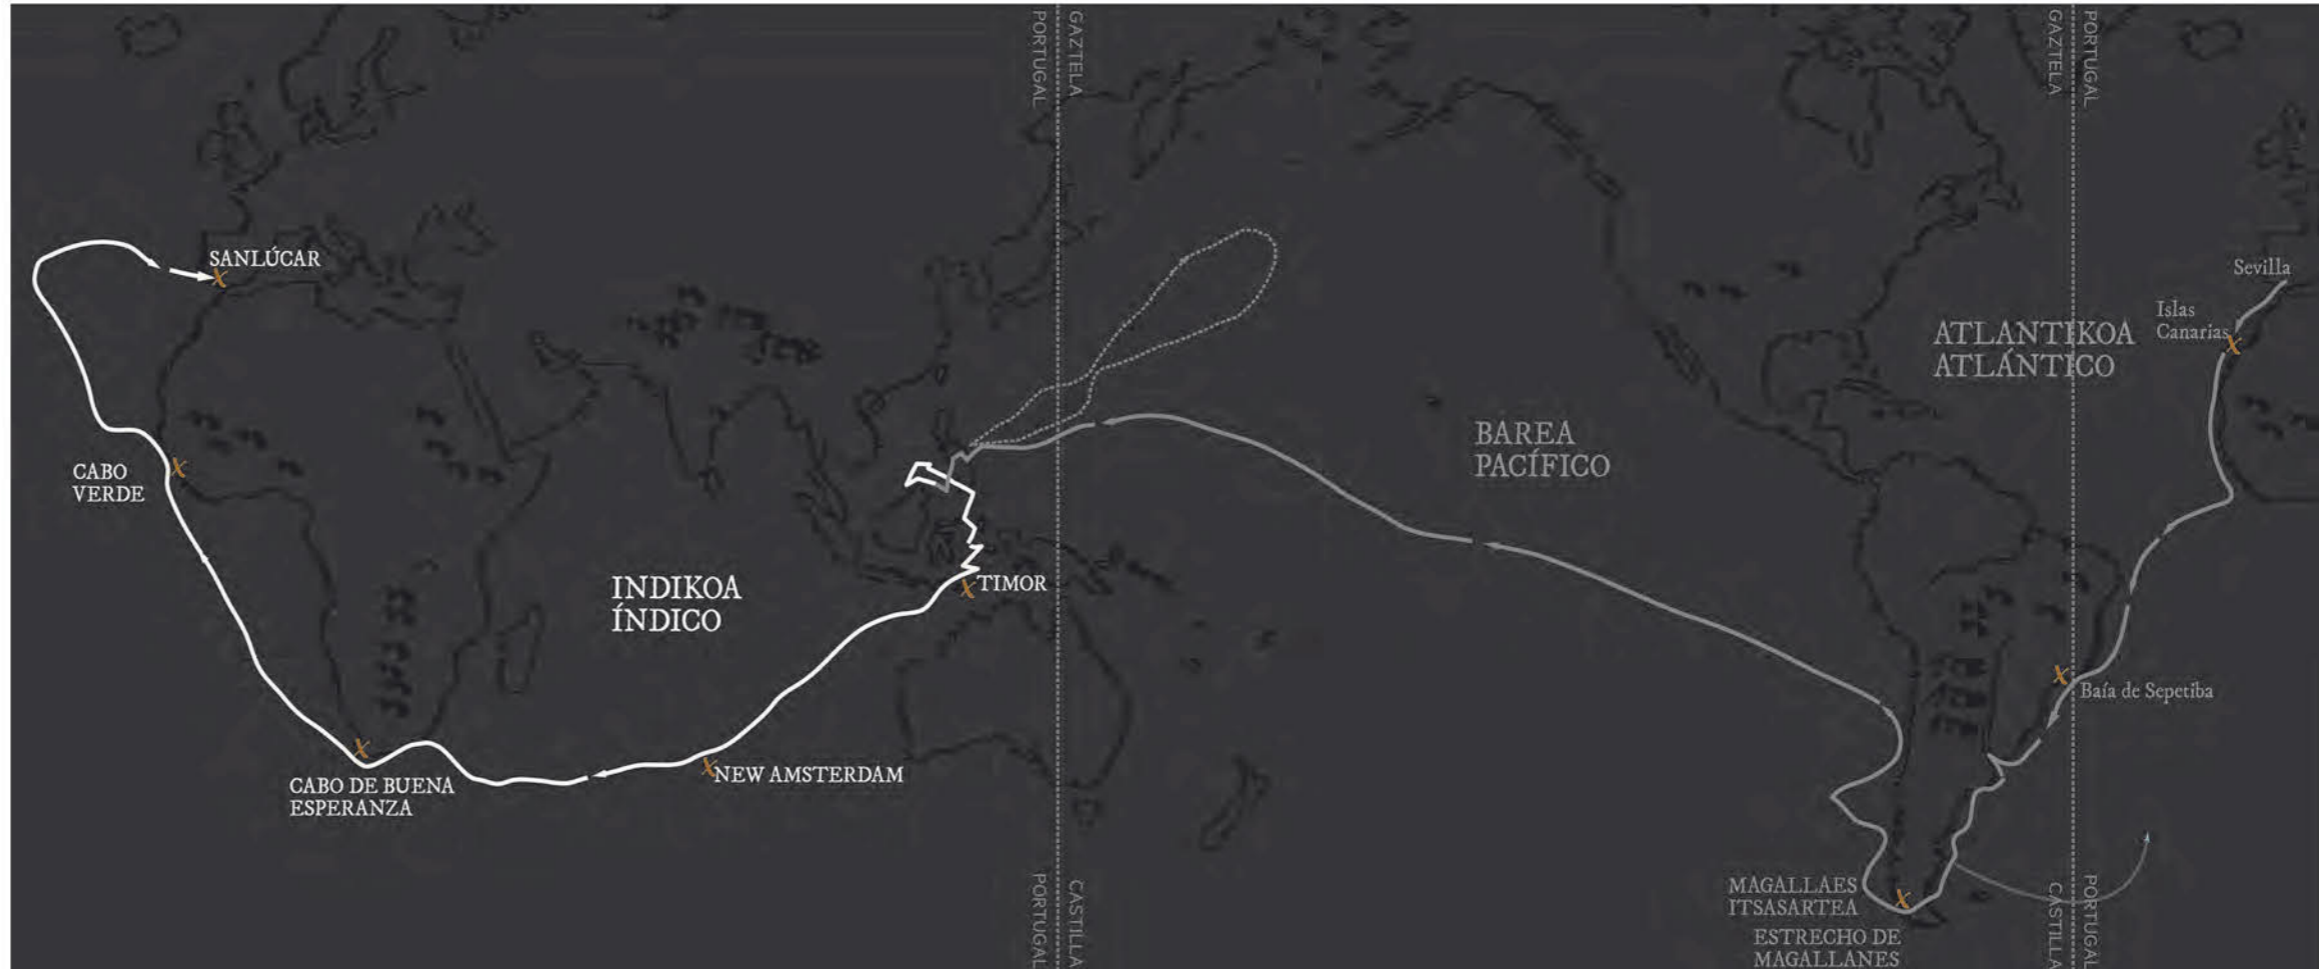 PORTUGAL
GAZTELA
GAZTELA
PORTUGAL
SANLÚCAR
Sevilla
Islas
Canarias
ATLANTIKOA
ATLÁNTICO
BAREA
PACÍFICO
CABO
VERDE
INDIKOA
ÍNDICO
TIMOR
Baía de Sepetiba
NEW AMSTERDAM
CABO DE BUENA
ESPERANZA
MAGALLAES
ITSASARTEA
ESTRECHO DE
MAGALLANES
PORTUGAL
CASTILLA
CASTILLA
PORTUGAL